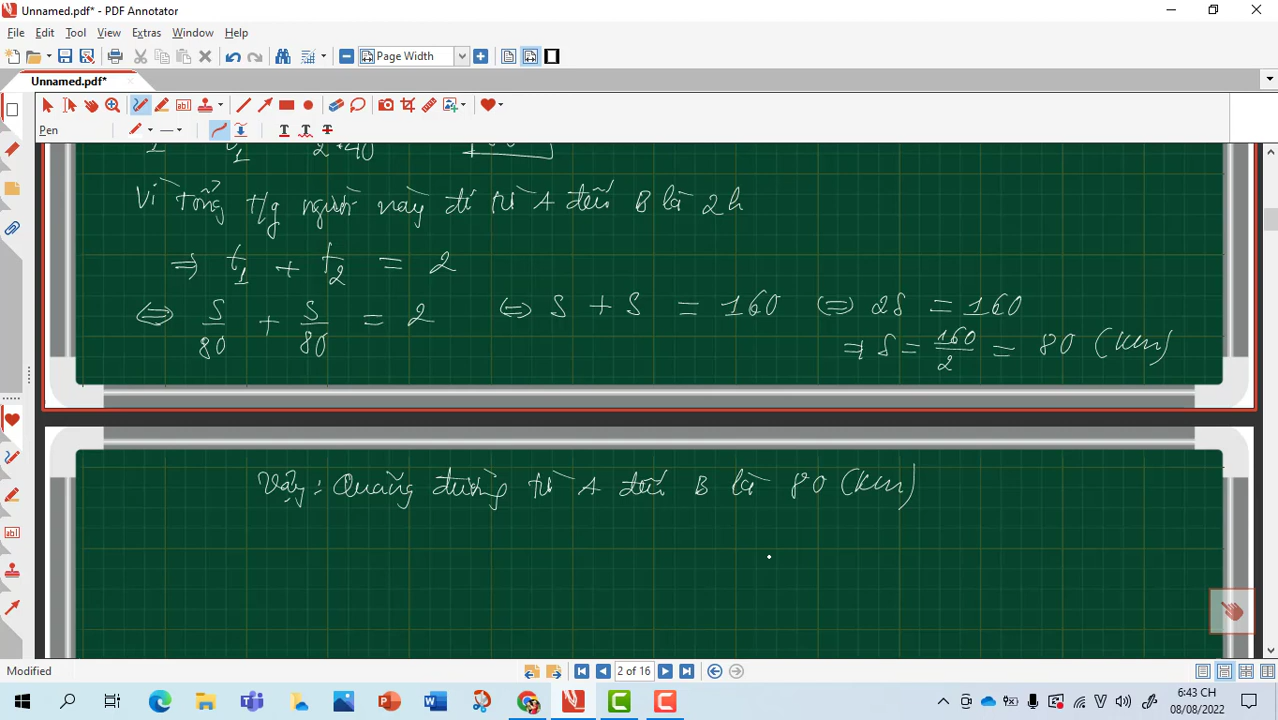 Unnamed.pdf* - PDF Annotator
File Edit Tool View Extras Window Help
Page Width
Unnamed.pdf*
Pen
Vì tổng t/g người này đi từ A đến B là 2h
=> t1 + t2 = 2
<=> S/80 + S/80 = 2 <=> S + S = 160 <=> 2S = 160
=> S = 160/2 = 80 (km)
Vậy: Quãng đường từ A đến B là 80 (km)
Modified
2 of 16
6:43 CH
08/08/2022